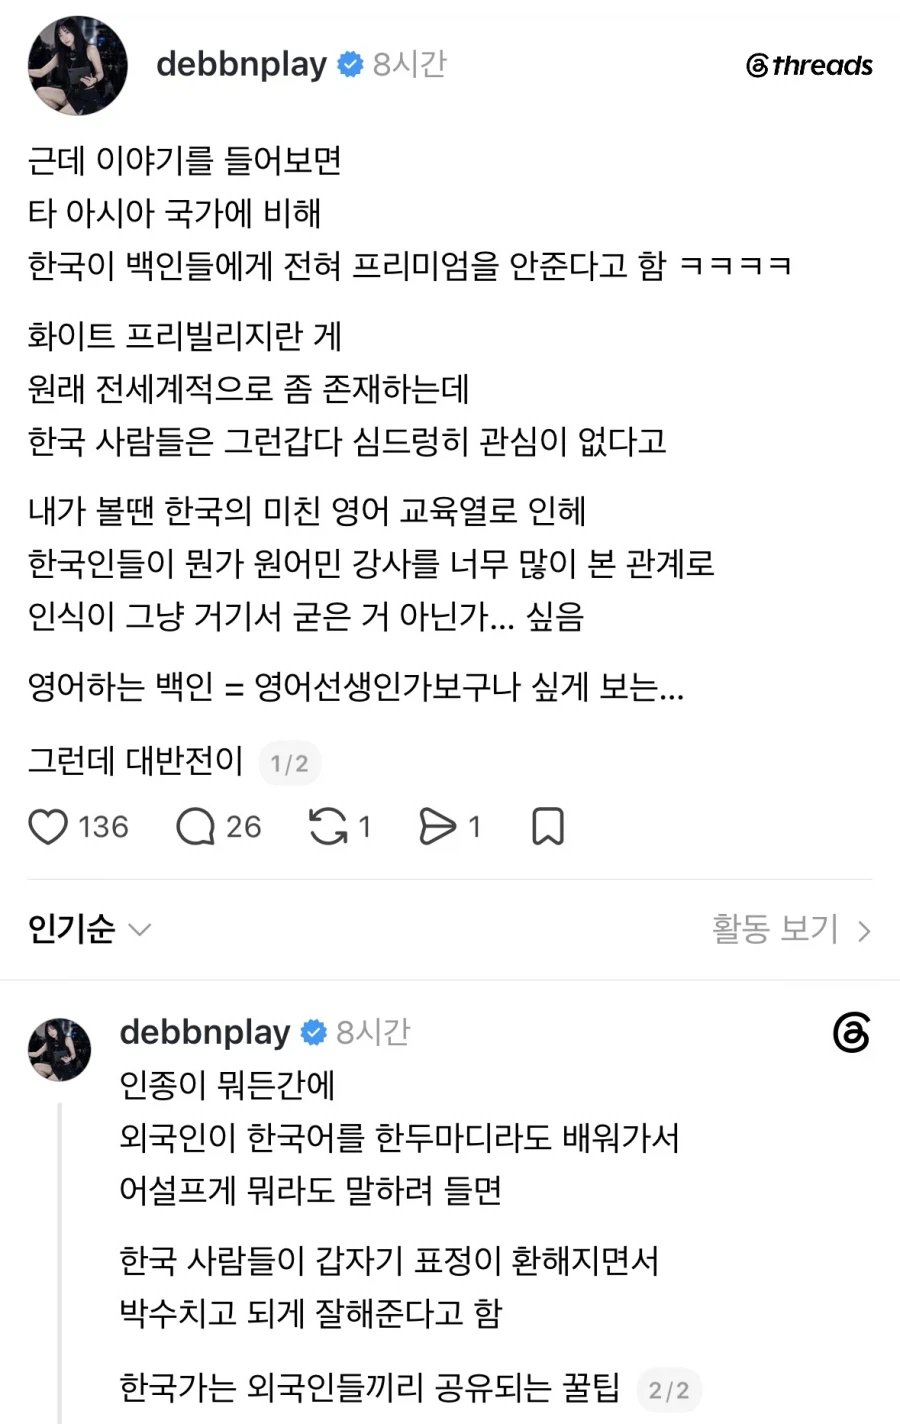 debbnplay 8시간
threads
근데 이야기를 들어보면
타 아시아 국가에 비해
한국이 백인들에게 전혀 프리미엄을 안준다고 함 ㅋㅋㅋㅋ
화이트 프리빌리지란 게
원래 전세계적으로 좀 존재하는데
한국 사람들은 그런갑다 심드렁히 관심이 없다고
내가 볼땐 한국의 미친 영어 교육열로 인헤
한국인들이 뭔가 원어민 강사를 너무 많이 본 관계로
인식이 그냥 거기서 굳은 거 아닌가... 싶음
영어하는 백인 = 영어선생인가보구나 싶게 보는...
그런데 대반전이 1/2
136 26 1 1
인기순 활동 보기
debbnplay 8시간
인종이 뭐든간에
외국인이 한국어를 한두마디라도 배워가서
어설프게 뭐라도 말하려 들면
한국 사람들이 갑자기 표정이 환해지면서
박수치고 되게 잘해준다고 함
한국가는 외국인들끼리 공유되는 꿀팁 2/2